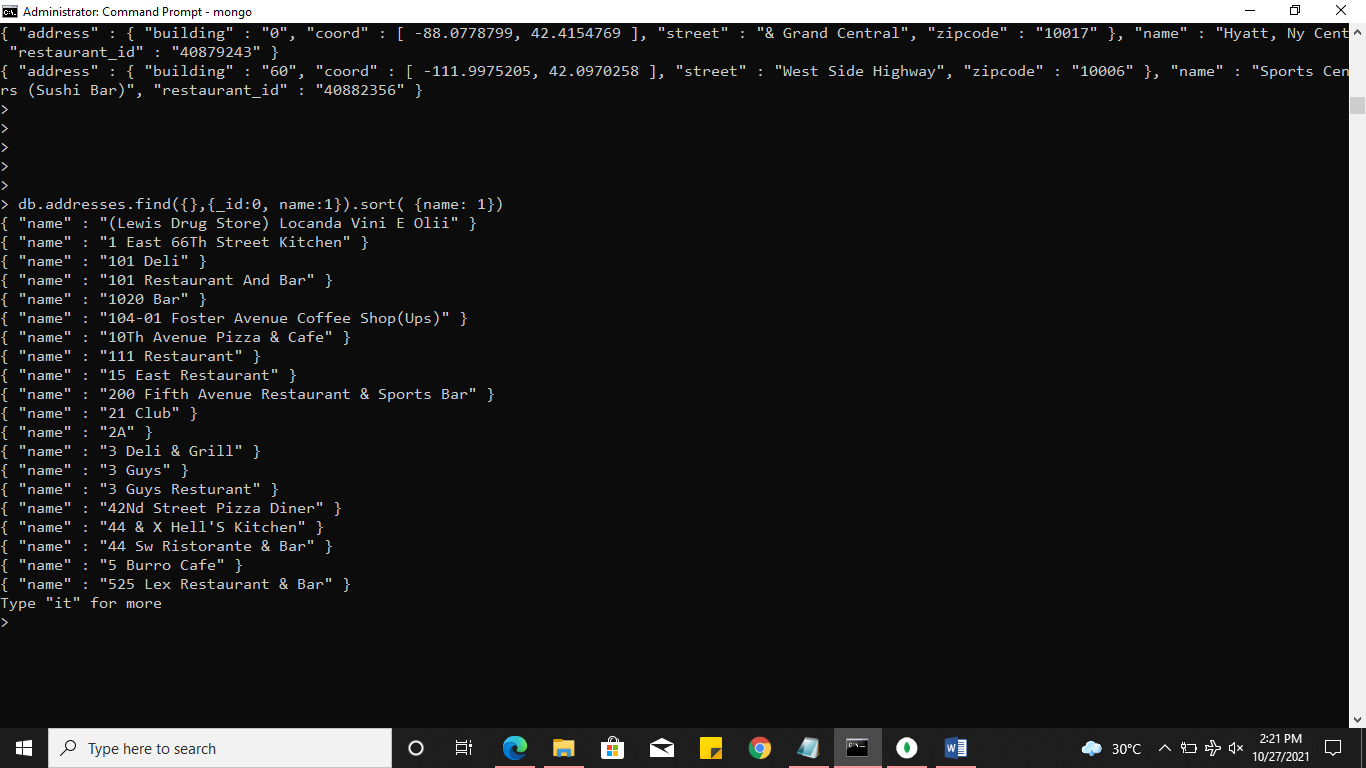 Administrator: Command Prompt - mongo
{ "address" : { "building" : "0", "coord" : [ -88.0778799, 42.4154769 ], "street" : "& Grand Central", "zipcode" : "10017" }, "name" : "Hyatt, Ny Cent
"restaurant_id" : "40879243" }
{ "address" : { "building" : "60", "coord" : [ -111.9975205, 42.0970258 ], "street" : "West Side Highway", "zipcode" : "10006" }, "name" : "Sports Cen
rs (Sushi Bar)", "restaurant_id" : "40882356" }
>
>
>
>
>
> db.addresses.find({},{_id:0, name:1}).sort( {name: 1})
{ "name" : "(Lewis Drug Store) Locanda Vini E Olii" }
{ "name" : "1 East 66Th Street Kitchen" }
{ "name" : "101 Deli" }
{ "name" : "101 Restaurant And Bar" }
{ "name" : "1020 Bar" }
{ "name" : "104-01 Foster Avenue Coffee Shop(Ups)" }
{ "name" : "10Th Avenue Pizza & Cafe" }
{ "name" : "111 Restaurant" }
{ "name" : "15 East Restaurant" }
{ "name" : "200 Fifth Avenue Restaurant & Sports Bar" }
{ "name" : "21 Club" }
{ "name" : "2A" }
{ "name" : "3 Deli & Grill" }
{ "name" : "3 Guys" }
{ "name" : "3 Guys Resturant" }
{ "name" : "42Nd Street Pizza Diner" }
{ "name" : "44 & X Hell'S Kitchen" }
{ "name" : "44 Sw Ristorante & Bar" }
{ "name" : "5 Burro Cafe" }
{ "name" : "525 Lex Restaurant & Bar" }
Type "it" for more
>
Type here to search
30°C
2:21 PM
10/27/2021